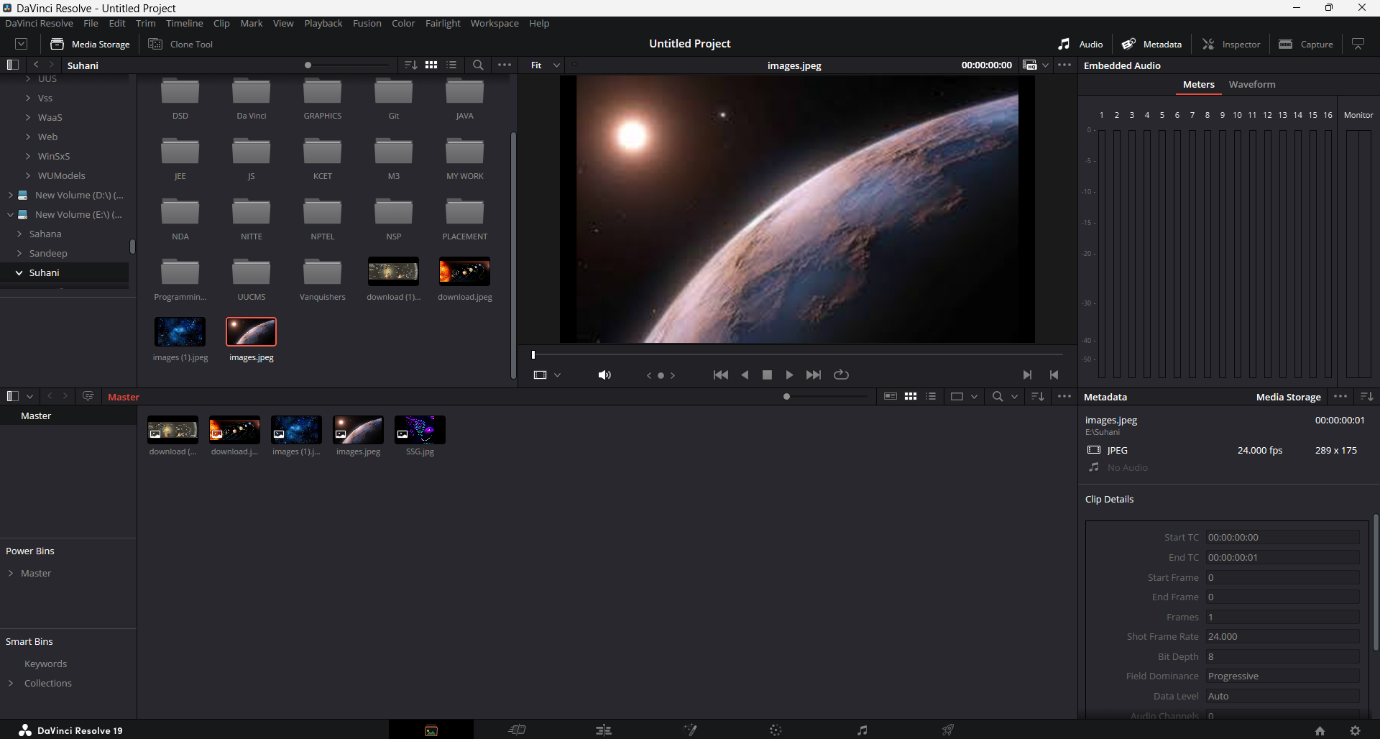 DaVinci Resolve - Untitled Project
DaVinci Resolve File Edit Trim Timeline Clip Mark View Playback Fusion Color Fairlight Workspace Help
Media Storage Clone Tool Untitled Project Audio Metadata Inspector Capture
Suhani Fit images.jpeg 00:00:00:00 Embedded Audio
UUS
Vss
WaaS
Web
WinSxS
WUModels
New Volume (D:\) (...
New Volume (E:\) (...
Sahana
Sandeep
Suhani
DSD Da Vinci GRAPHICS Git JAVA
JEE JS KCET M3 MY WORK
NDA NITTE NPTEL NSP PLACEMENT
Programmin... UUCMS Vanquishers download (1)... download.jpeg
images (1).jpeg images.jpeg
Meters Waveform
1 2 3 4 5 6 7 8 9 10 11 12 13 14 15 16 Monitor
0
-5
-10
-15
-20
-30
-40
-50
Master
Master
download (... download.j... images (1).j... images.jpeg SSG.jpg
Power Bins
Master
Smart Bins
Keywords
Collections
Metadata Media Storage
images.jpeg 00:00:00:01
E:\Suhani
JPEG 24.000 fps 289 x 175
No Audio
Clip Details
Start TC 00:00:00:00
End TC 00:00:00:01
Start Frame 0
End Frame 0
Frames 1
Shot Frame Rate 24.000
Bit Depth 8
Field Dominance Progressive
Data Level Auto
Audio Channels 0
DaVinci Resolve 19